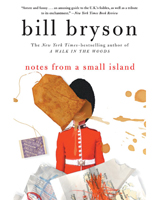 bill bryson
The New York Times-bestselling author of
A WALK IN THE WOODS
notes from a small island